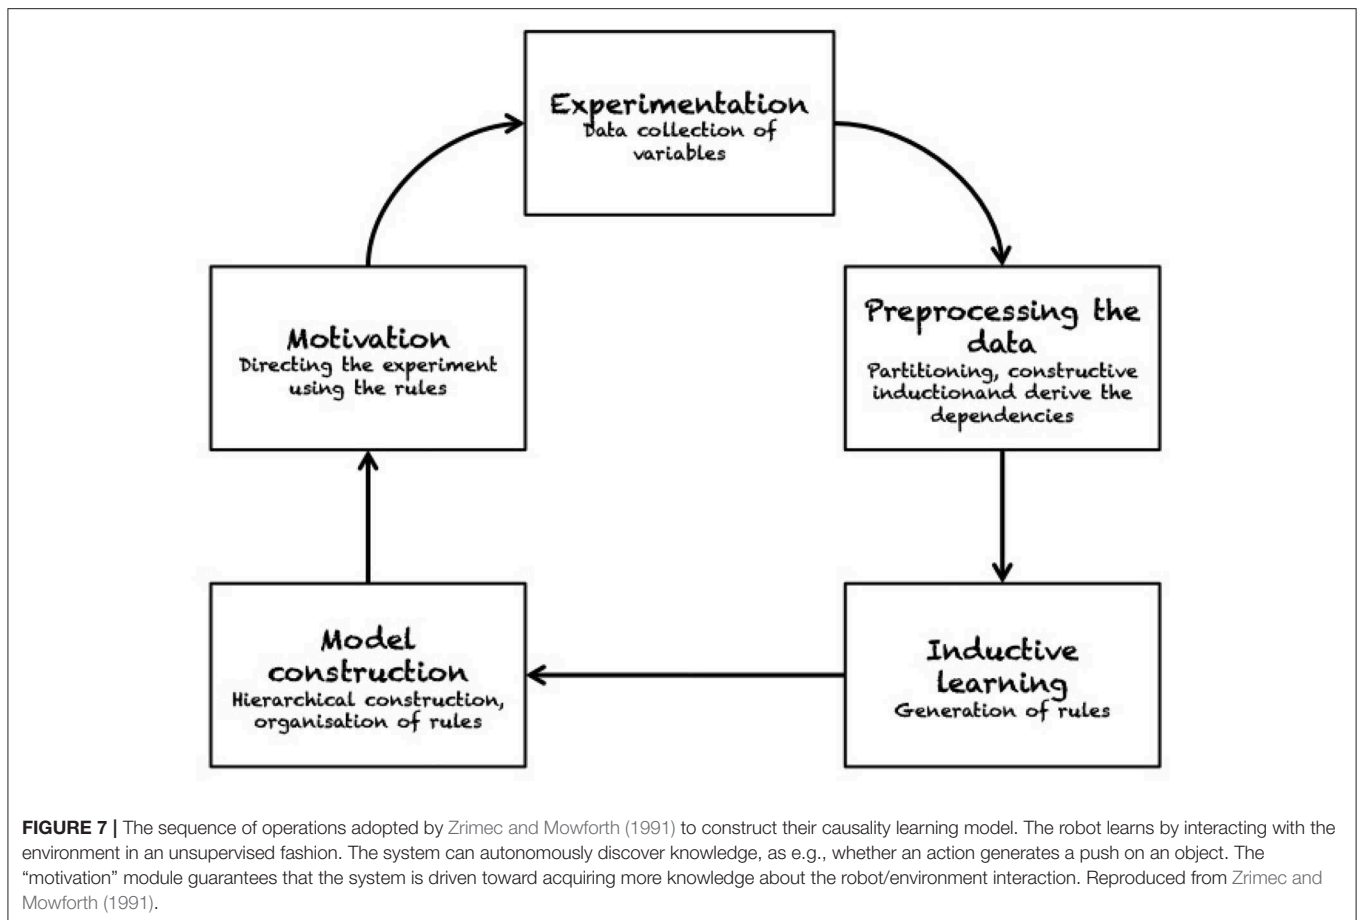 Experimentation
Data collection of
variables
Motivation
Directing the experiment
using the rules
Preprocessing the
data
Partitioning, constructive
inductionand derive the
dependencies
Model
construction
Hierarchical construction,
organisation of rules
Inductive
learning
Generation of rules
FIGURE 7 | The sequence of operations adopted by Zrimec and Mowforth (1991) to construct their causality learning model. The robot learns by interacting with the
environment in an unsupervised fashion. The system can autonomously discover knowledge, as e.g., whether an action generates a push on an object. The
“motivation” module guarantees that the system is driven toward acquiring more knowledge about the robot/environment interaction. Reproduced from Zrimec and
Mowforth (1991).